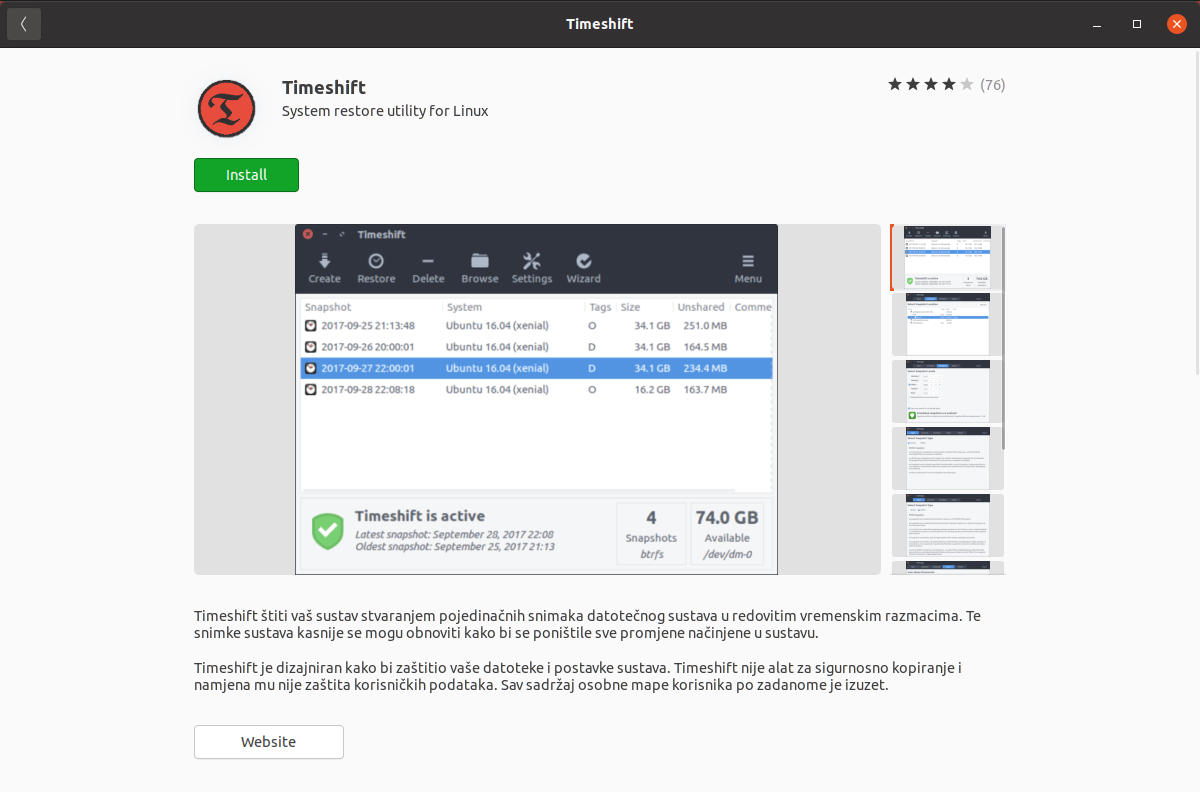 Timeshift
Timeshift
System restore utility for Linux
(76)
Install
Timeshift
Create Restore Delete Browse Settings Wizard Menu
Snapshot System Tags Size Unshared Comme
2017-09-25 21:13:48 Ubuntu 16.04 (xenial) O 34.1 GB 251.0 MB
2017-09-26 20:00:01 Ubuntu 16.04 (xenial) D 34.1 GB 164.5 MB
2017-09-27 22:00:01 Ubuntu 16.04 (xenial) D 34.1 GB 234.4 MB
2017-09-28 22:08:18 Ubuntu 16.04 (xenial) O 16.2 GB 163.7 MB
Timeshift is active
Latest snapshot: September 28, 2017 22:08
Oldest snapshot: September 25, 2017 21:13
4
Snapshots
btrfs
74.0 GB
Available
/dev/dm-0
Timeshift štiti vaš sustav stvaranjem pojedinačnih snimaka datotečnog sustava u redovitim vremenskim razmacima. Te
snimke sustava kasnije se mogu obnoviti kako bi se poništile sve promjene načinjene u sustavu.
Timeshift je dizajniran kako bi zaštitio vaše datoteke i postavke sustava. Timeshift nije alat za sigurnosno kopiranje i
namjena mu nije zaštita korisničkih podataka. Sav sadržaj osobne mape korisnika po zadanome je izuzet.
Website